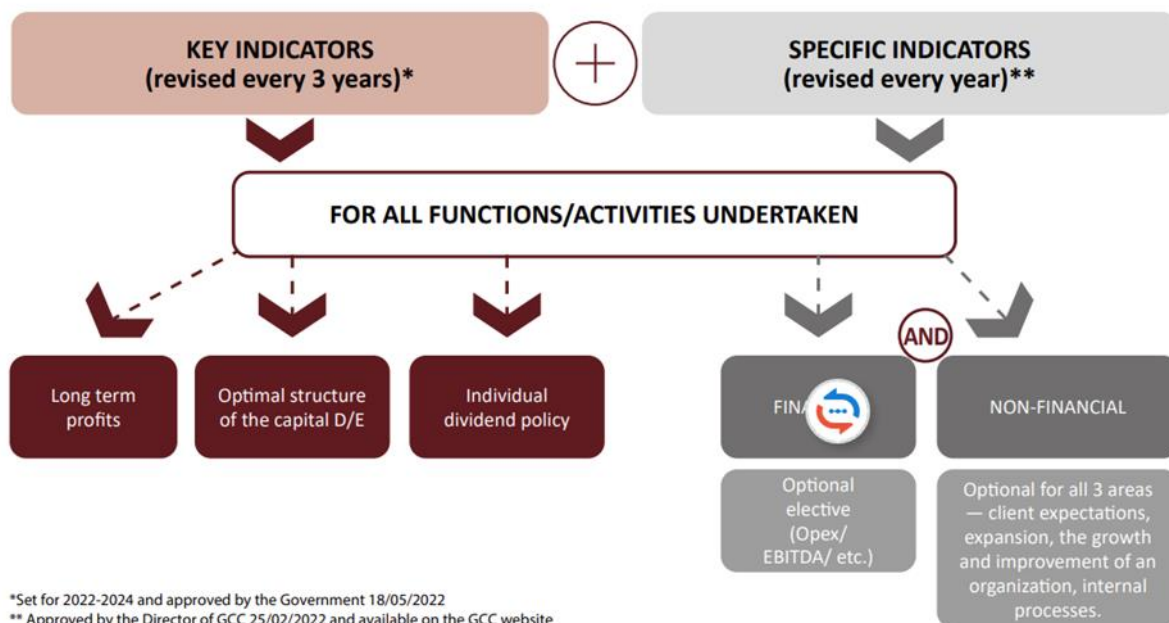 KEY INDICATORS
(revised every 3 years)*
SPECIFIC INDICATORS
(revised every year)**
FOR ALL FUNCTIONS/ACTIVITIES UNDERTAKEN
AND
Long term
profits
Optimal structure
of the capital D/E
Individual
dividend policy
NON-FINANCIAL
Optional
elective
(Opex/
EBITDA/ etc.)
Optional for all 3 areas
— client expectations,
expansion, the growth
and improvement of an
organization, internal
processes.
*Set for 2022-2024 and approved by the Government 18/05/2022
** Approved by the Director of GCC 25/02/2022 and available on the GCC website